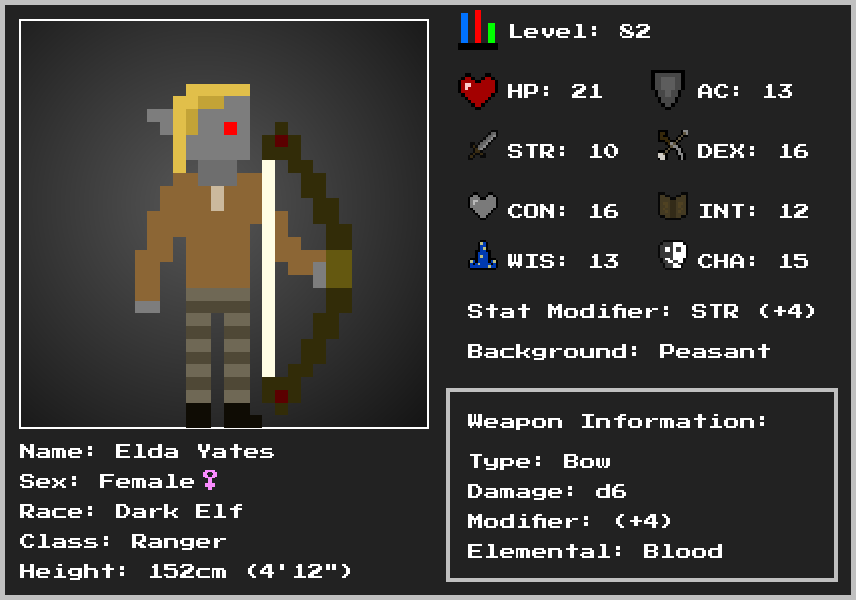 Level: 82
HP: 21
AC: 13
STR: 10
DEX: 16
CON: 16
INT: 12
WIS: 13
CHA: 15
Stat Modifier: STR (+4)
Background: Peasant
Weapon Information:
Type: Bow
Damage: d6
Modifier: (+4)
Elemental: Blood
Name: Elda Yates
Sex: Female♀
Race: Dark Elf
Class: Ranger
Height: 152cm (4'12")